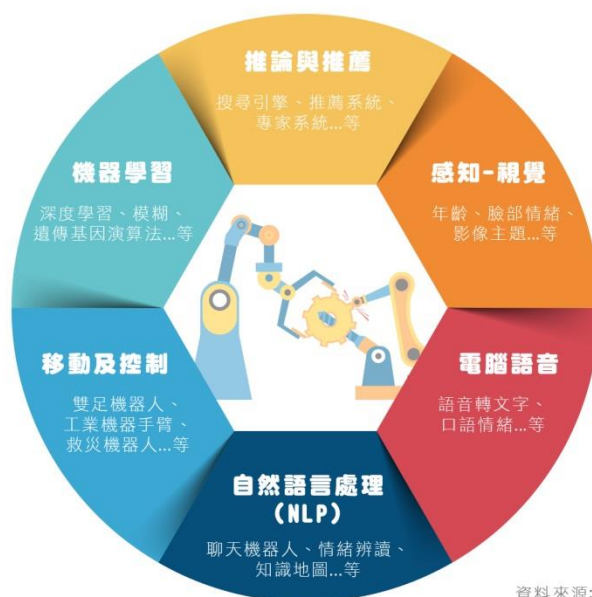 推論與推薦
搜尋引擎、推薦系統、
專家系統...等
感知-視覺
年齡、臉部情緒、
影像主題...等
電腦語音
語音轉文字、
口語情緒...等
自然語言處理
(NLP)
聊天機器人、情緒辨讀、
知識地圖...等
移動及控制
雙足機器人、
工業機器手臂、
救災機器人...等
機器學習
深度學習、模糊、
遺傳基因演算法...等
資料來源: